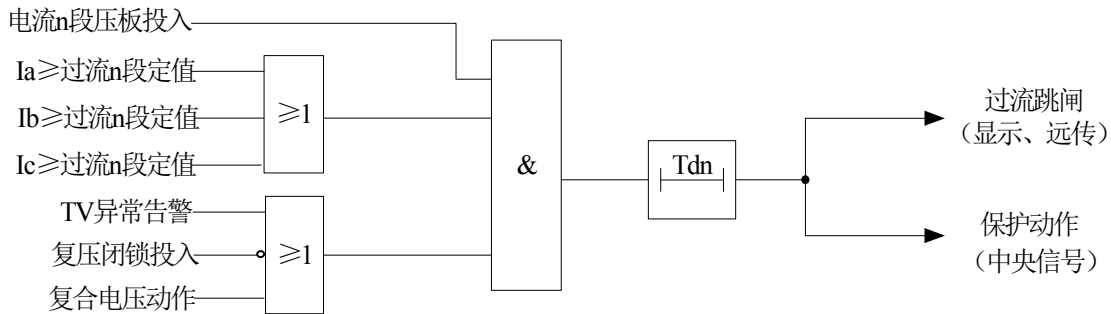 电流n段压板投入
Ia≥过流n段定值
Ib≥过流n段定值
Ic≥过流n段定值
≥1
TV异常告警
复压闭锁投入
复合电压动作
≥1
&
Tdn
过流跳闸
（显示、远传）
保护动作
（中央信号）